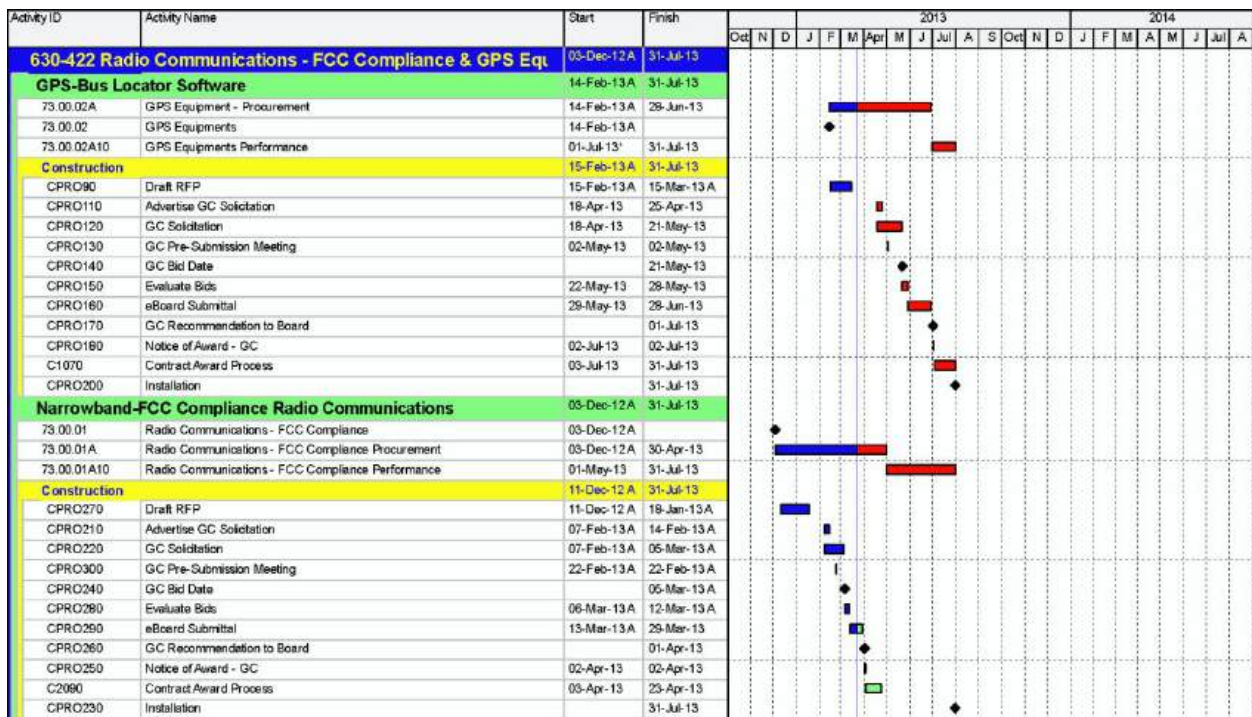 Activity ID Activity Name Start Finish 2013 2014
Oct N D J F M Apr M J Jul A S Oct N D J F M A M J Jul A
630-422 Radio Communications - FCC Compliance & GPS Equ 03-Dec-12 A 31-Jul-13
GPS-Bus Locator Software 14-Feb-13 A 31-Jul-13
73.00.02A GPS Equipment - Procurement 14-Feb-13 A 28-Jun-13
73.00.02 GPS Equipments 14-Feb-13 A
73.00.02A10 GPS Equipments Performance 01-Jul-13* 31-Jul-13
Construction 15-Feb-13 A 31-Jul-13
CPRO90 Draft RFP 15-Feb-13 A 15-Mar-13 A
CPRO110 Advertise GC Solicitation 18-Apr-13 25-Apr-13
CPRO120 GC Solicitation 18-Apr-13 21-May-13
CPRO130 GC Pre-Submission Meeting 02-May-13 02-May-13
CPRO140 GC Bid Date 21-May-13
CPRO150 Evaluate Bids 22-May-13 28-May-13
CPRO160 eBoard Submittal 29-May-13 28-Jun-13
CPRO170 GC Recommendation to Board 01-Jul-13
CPRO180 Notice of Award - GC 02-Jul-13 02-Jul-13
C1070 Contract Award Process 03-Jul-13 31-Jul-13
CPRO200 Installation 31-Jul-13
Narrowband-FCC Compliance Radio Communications 03-Dec-12 A 31-Jul-13
73.00.01 Radio Communications - FCC Compliance 03-Dec-12 A
73.00.01A Radio Communications - FCC Compliance Procurement 03-Dec-12 A 30-Apr-13
73.00.01A10 Radio Communications - FCC Compliance Performance 01-May-13 31-Jul-13
Construction 11-Dec-12 A 31-Jul-13
CPRO270 Draft RFP 11-Dec-12 A 18-Jan-13 A
CPRO210 Advertise GC Solicitation 07-Feb-13 A 14-Feb-13 A
CPRO220 GC Solicitation 07-Feb-13 A 05-Mar-13 A
CPRO300 GC Pre-Submission Meeting 22-Feb-13 A 22-Feb-13 A
CPRO240 GC Bid Date 05-Mar-13 A
CPRO280 Evaluate Bids 06-Mar-13 A 12-Mar-13 A
CPRO290 eBoard Submittal 13-Mar-13 A 29-Mar-13
CPRO260 GC Recommendation to Board 01-Apr-13
CPRO250 Notice of Award - GC 02-Apr-13 02-Apr-13
C2090 Contract Award Process 03-Apr-13 23-Apr-13
CPRO230 Installation 31-Jul-13